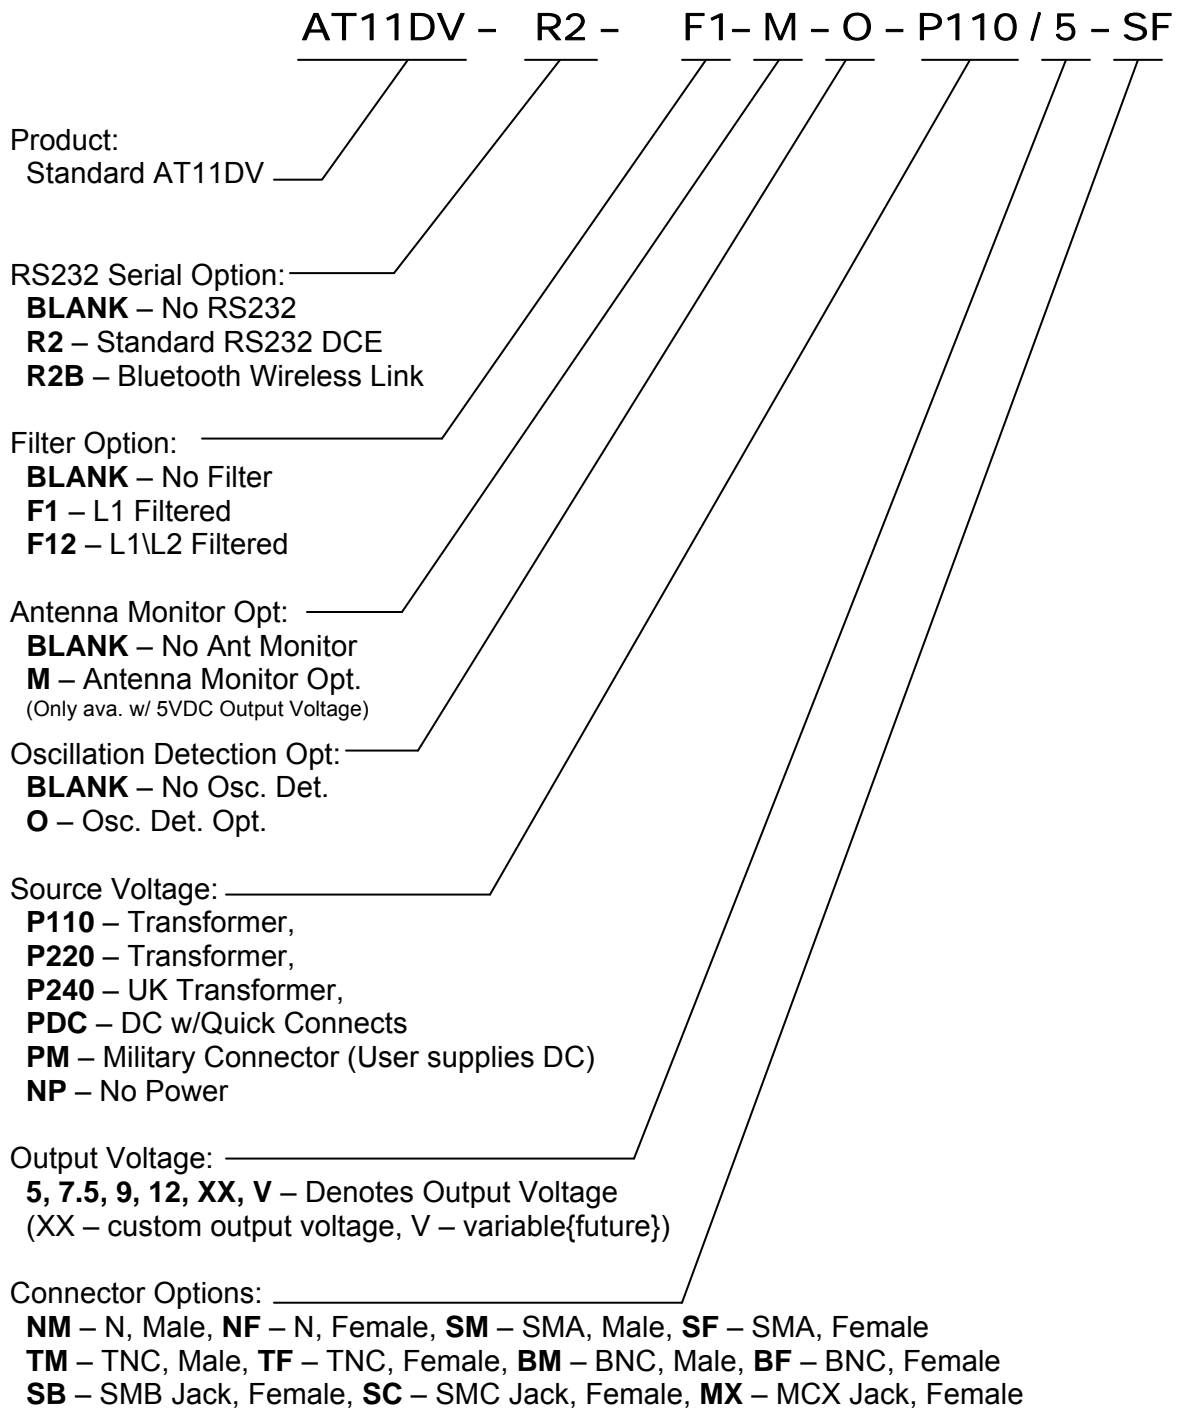 AT11DV – R2 – F1– M – O – P110 / 5 – SF
Product:
Standard AT11DV
RS232 Serial Option:
BLANK – No RS232
R2 – Standard RS232 DCE
R2B – Bluetooth Wireless Link
Filter Option:
BLANK – No Filter
F1 – L1 Filtered
F12 – L1\L2 Filtered
Antenna Monitor Opt:
BLANK – No Ant Monitor
M – Antenna Monitor Opt.
(Only ava. w/ 5VDC Output Voltage)
Oscillation Detection Opt:
BLANK – No Osc. Det.
O – Osc. Det. Opt.
Source Voltage:
P110 – Transformer,
P220 – Transformer,
P240 – UK Transformer,
PDC – DC w/Quick Connects
PM – Military Connector (User supplies DC)
NP – No Power
Output Voltage:
5, 7.5, 9, 12, XX, V – Denotes Output Voltage
(XX – custom output voltage, V – variable{future})
Connector Options:
NM – N, Male, NF – N, Female, SM – SMA, Male, SF – SMA, Female
TM – TNC, Male, TF – TNC, Female, BM – BNC, Male, BF – BNC, Female
SB – SMB Jack, Female, SC – SMC Jack, Female, MX – MCX Jack, Female